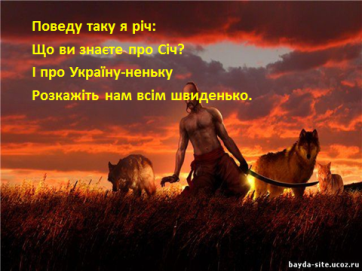 Поведу таку я річ:
Що ви знаєте про Січ?
І про Україну-неньку
Розкажіть нам всім швиденько.
bayda-site.ucoz.ru